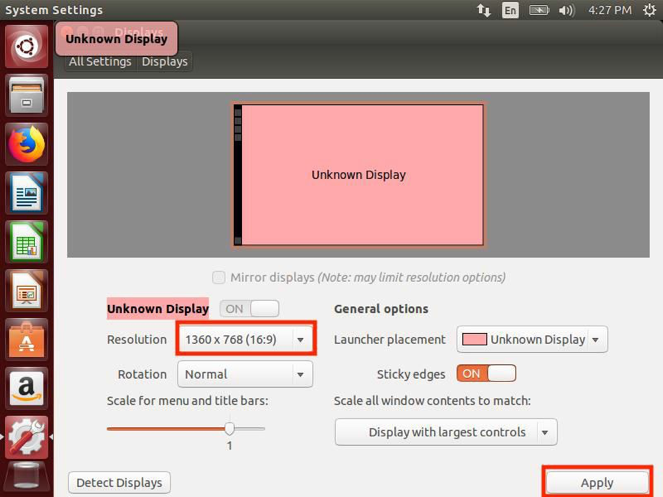 System Settings
En
4:27 PM
Displays
Unknown Display
All Settings
Displays
Unknown Display
Mirror displays (Note: may limit resolution options)
Unknown Display
ON
General options
Resolution
1360 x 768 (16:9)
Launcher placement
Unknown Display
Rotation
Normal
Sticky edges
ON
Scale for menu and title bars:
Scale all window contents to match:
1
Display with largest controls
Detect Displays
Apply